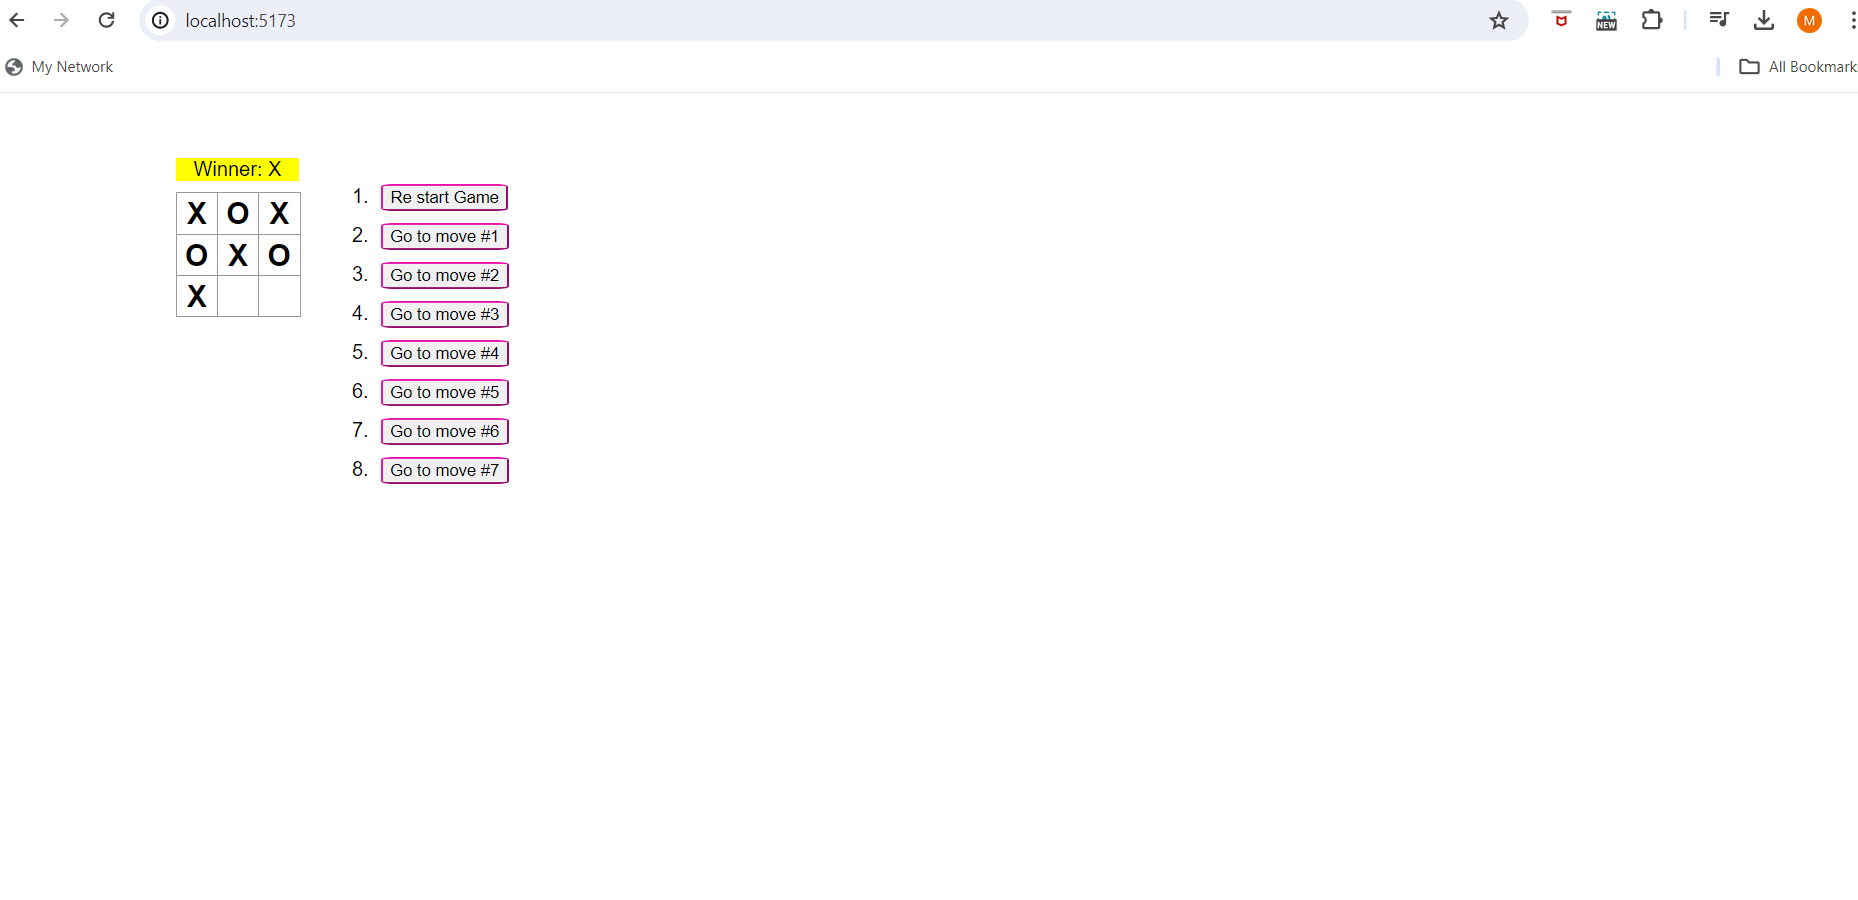 localhost:5173
NEW
M
My Network
All Bookmark
Winner: X
X O X
O X O
X
1. Re start Game
2. Go to move #1
3. Go to move #2
4. Go to move #3
5. Go to move #4
6. Go to move #5
7. Go to move #6
8. Go to move #7